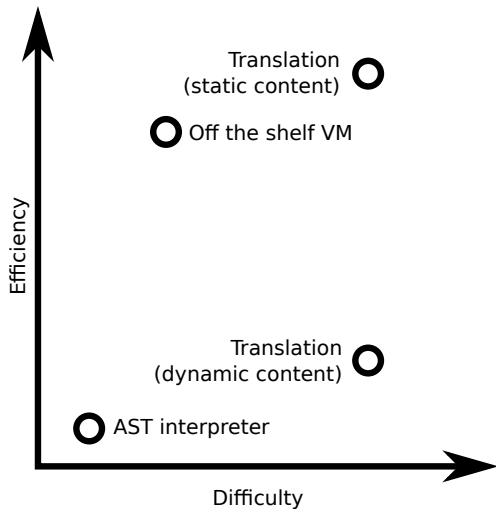 Translation
(static content)
Off the shelf VM
Efficiency
Translation
(dynamic content)
AST interpreter
Difficulty